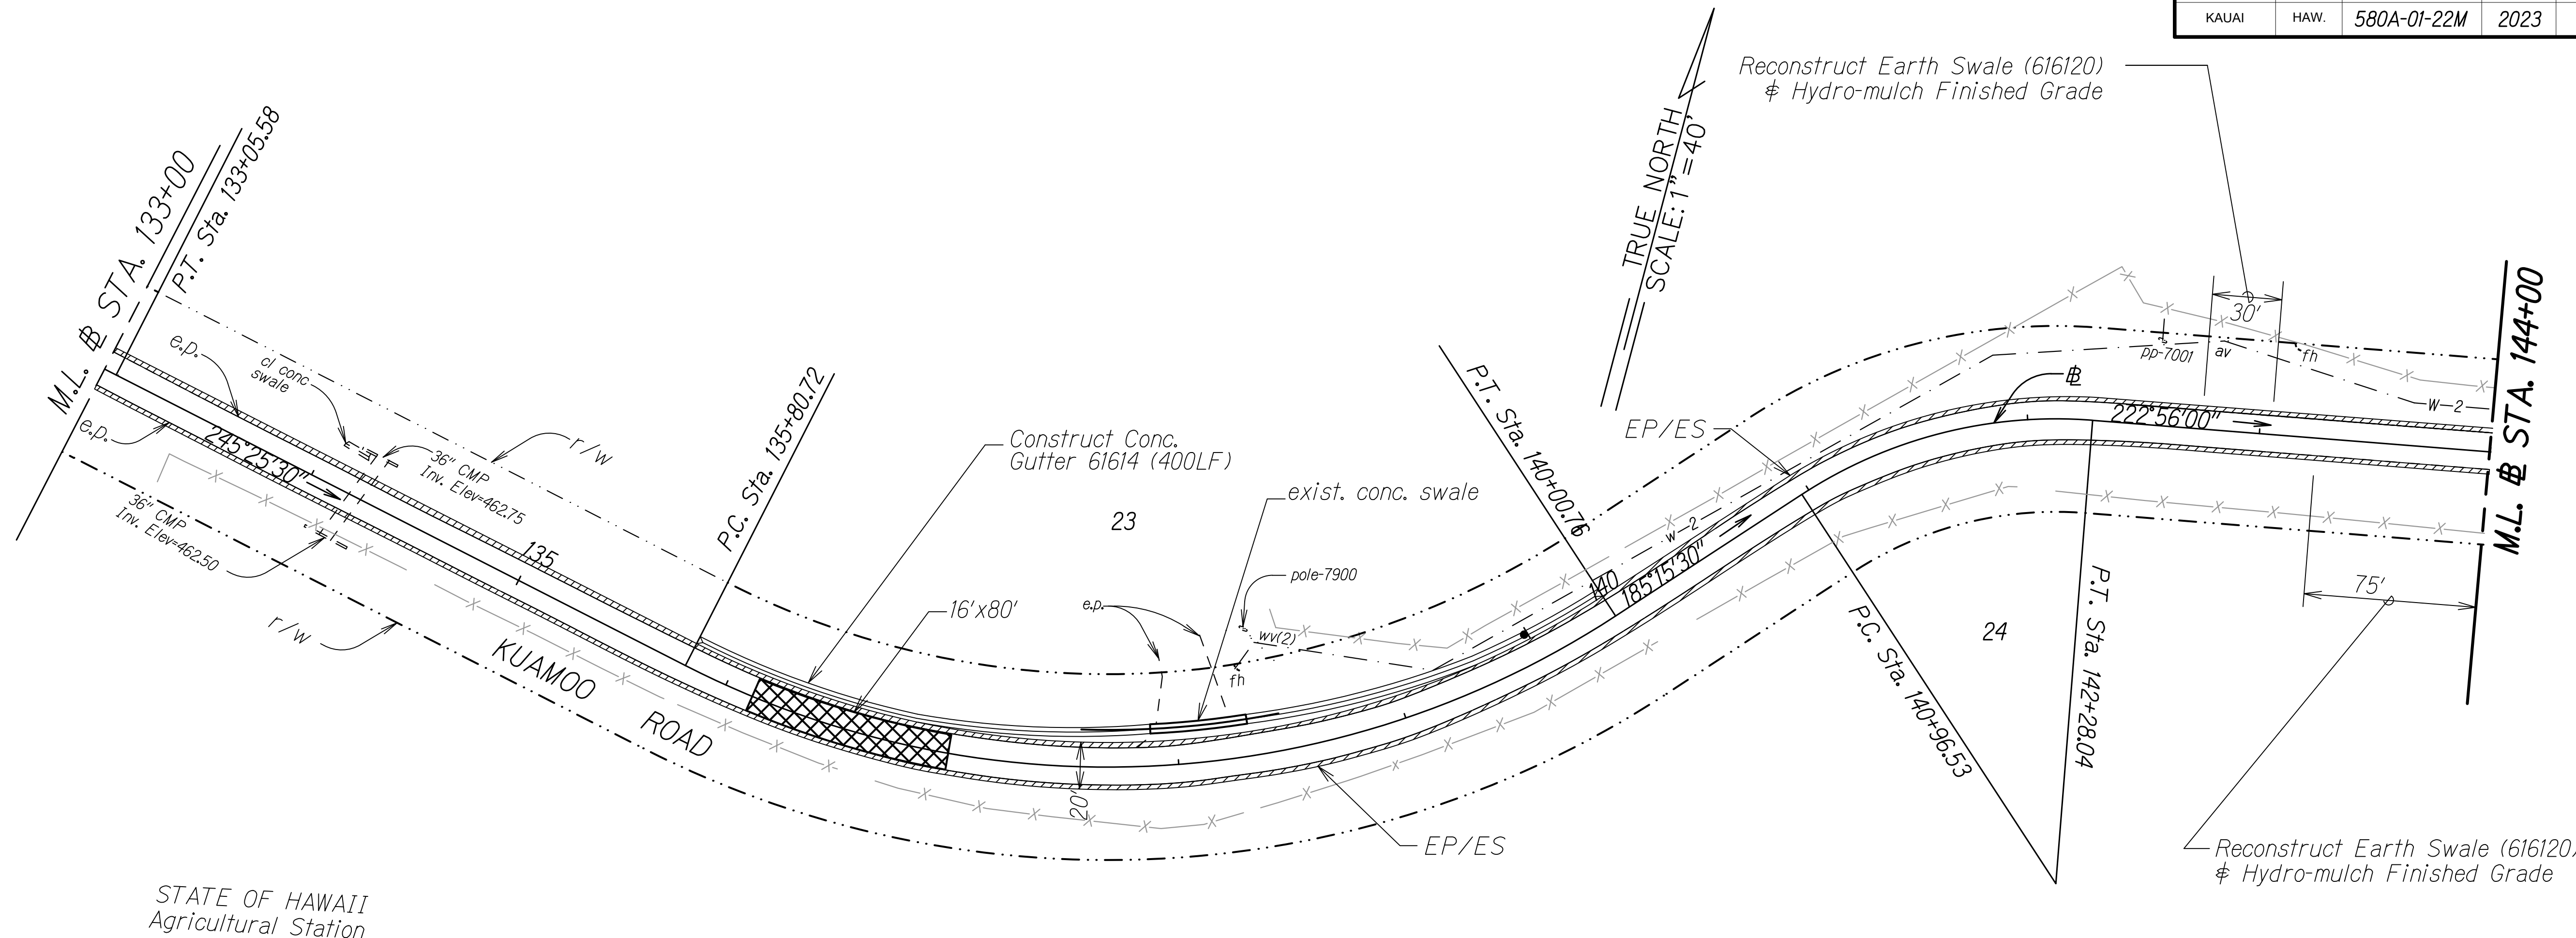 KAUAI HAW. 580A-01-22M 2023
Reconstruct Earth Swale (616120)
& Hydro-mulch Finished Grade
TRUE NORTH
SCALE: 1"=40'
M.L. BL STA. 133+00
P.T. Sta. 133+05.58
e.p.
e.p.
cl conc
swale
245°25'30"
36" CMP
Inv. Elev=462.75
36" CMP
Inv. Elev=462.50
r/w
r/w
135
P.C. Sta. 135+80.72
KUAMOO
ROAD
Construct Conc.
Gutter 61614 (400LF)
16'x80'
23
exist. conc. swale
pole-7900
e.p.
wv(2)
fh
20'
EP/ES
P.T. Sta. 140+00.76
140
185°15'30"
w-2
EP/ES
P.C. Sta. 140+96.53
24
P.T. Sta. 142+28.04
BL
222°56'00"
pp-7001
av
30'
fh
W-2
M.L. BL STA. 144+00
75'
Reconstruct Earth Swale (616120)
& Hydro-mulch Finished Grade
STATE OF HAWAII
Agricultural Station